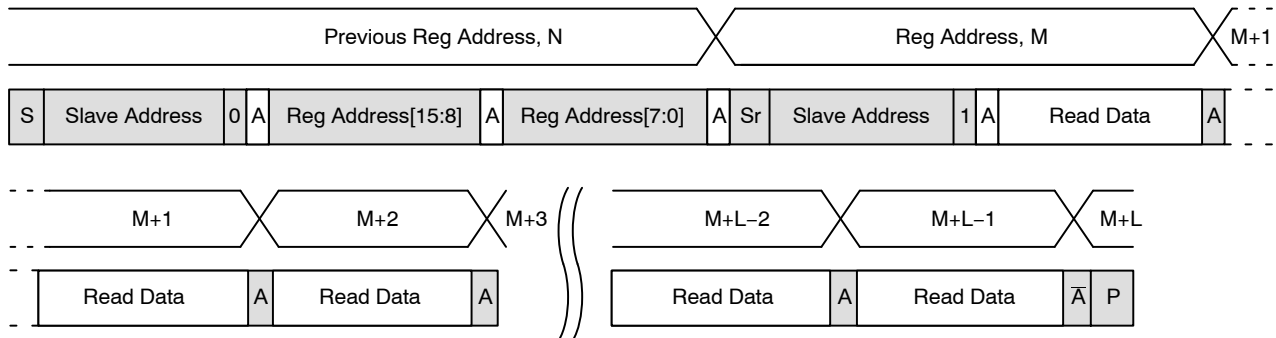 Previous Reg Address, N Reg Address, M M+1
S Slave Address 0 A Reg Address[15:8] A Reg Address[7:0] A Sr Slave Address 1 A Read Data A
M+1 M+2 M+3 M+L−2 M+L−1 M+L
Read Data A Read Data A Read Data A Read Data A̅ P